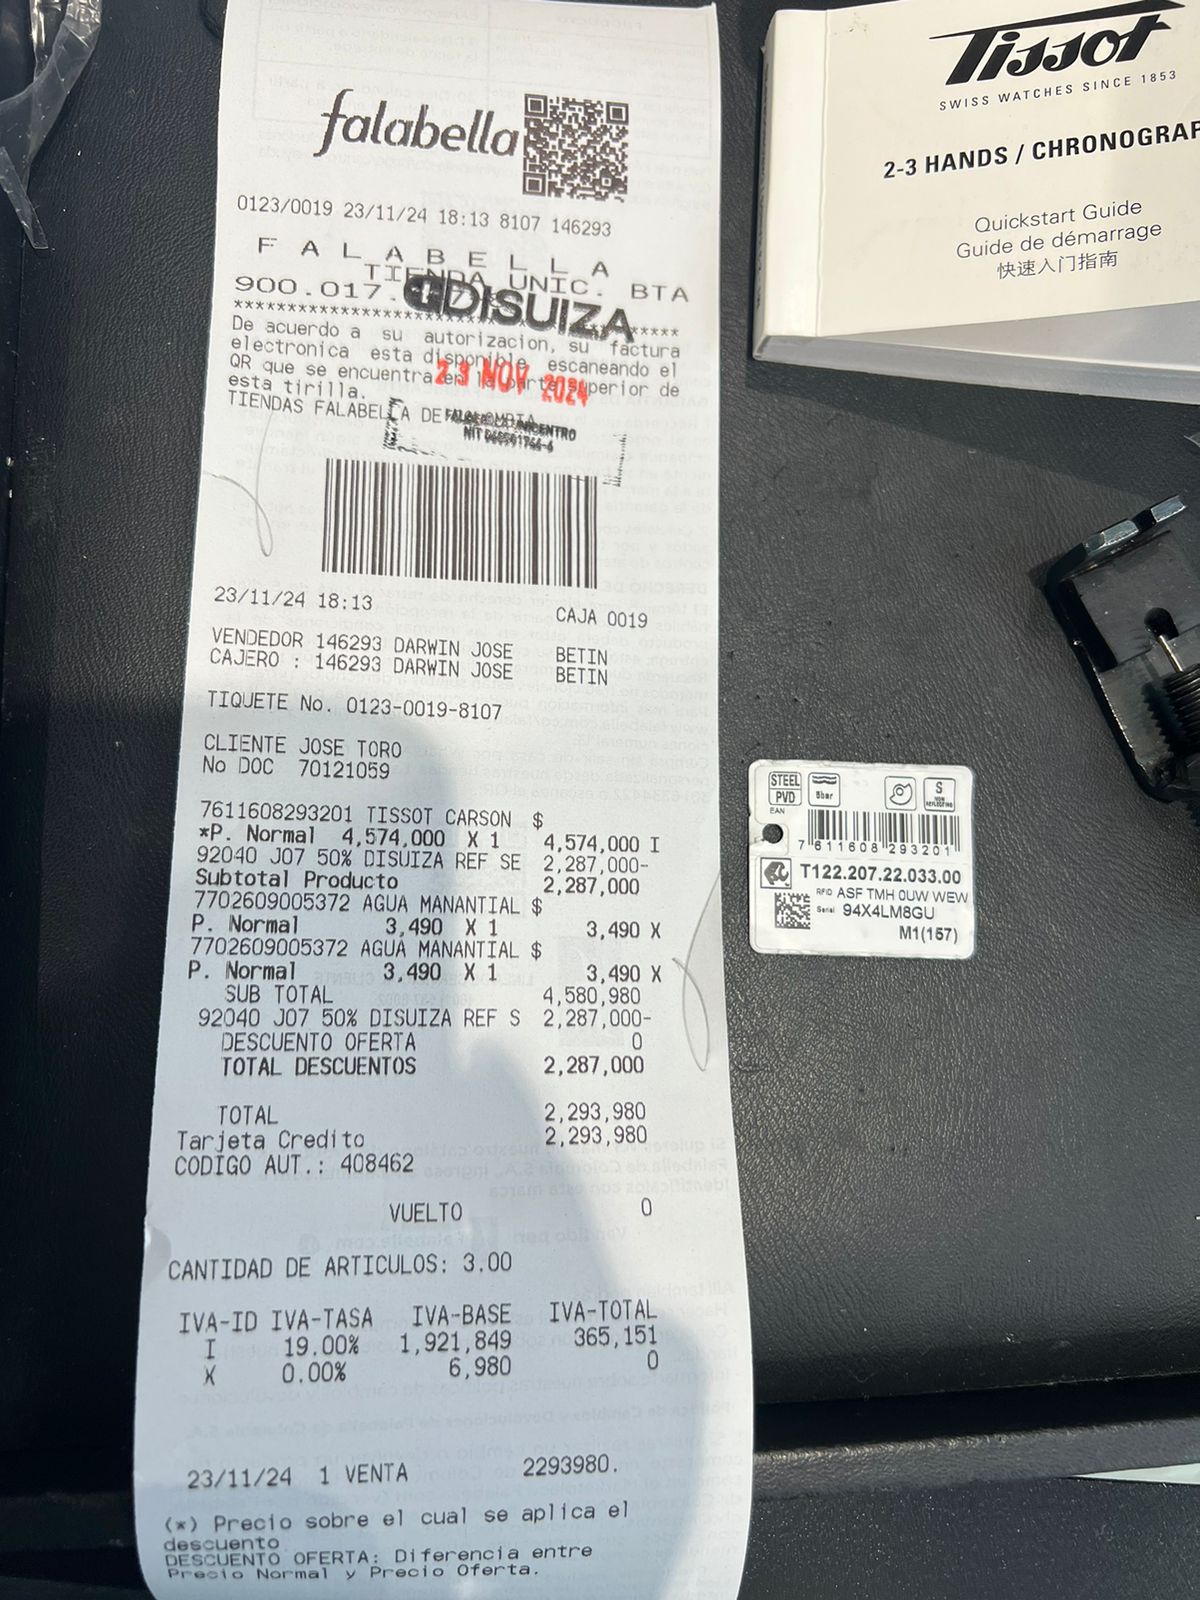 falabella
0123/0019 23/11/24 18:13 8107 146293
F A L A B E L L A
TIENDA UNIC. BTA
900.017.
DISUIZA
************************************
De acuerdo a su autorizacion, su factura
electronica esta disponible, escaneando el
QR que se encuentra en la parte superior de
esta tirilla.
23 NOV 2024
TIENDAS FALABELLA DE
NIT
23/11/24 18:13 CAJA 0019
VENDEDOR 146293 DARWIN JOSE BETIN
CAJERO : 146293 DARWIN JOSE BETIN
TIQUETE No. 0123-0019-8107
CLIENTE JOSE TORO
No DOC 70121059
7611608293201 TISSOT CARSON $
*P. Normal 4,574,000 X 1 4,574,000 I
92040 J07 50% DISUIZA REF SE 2,287,000-
Subtotal Producto 2,287,000
7702609005372 AGUA MANANTIAL $
P. Normal 3,490 X 1 3,490 X
7702609005372 AGUA MANANTIAL $
P. Normal 3,490 X 1 3,490 X
SUB TOTAL 4,580,980
92040 J07 50% DISUIZA REF S 2,287,000-
DESCUENTO OFERTA 0
TOTAL DESCUENTOS 2,287,000
TOTAL 2,293,980
Tarjeta Credito 2,293,980
CODIGO AUT.: 408462
VUELTO 0
CANTIDAD DE ARTICULOS: 3.00
IVA-ID IVA-TASA IVA-BASE IVA-TOTAL
I 19.00% 1,921,849 365,151
X 0.00% 6,980 0
23/11/24 1 VENTA 2293980.
(*) Precio sobre el cual se aplica el
descuento
DESCUENTO OFERTA: Diferencia entre
Precio Normal y Precio Oferta.
Tissot
SWISS WATCHES SINCE 1853
2-3 HANDS / CHRONOGRAP
Quickstart Guide
Guide de démarrage
快速入门指南
STEEL
PVD
5bar
S
NON
REFLECTING
EAN
7 611608 293201
T122.207.22.033.00
RFID ASF TMH 0UW WEW
Serial 94X4LM8GU
M1(157)